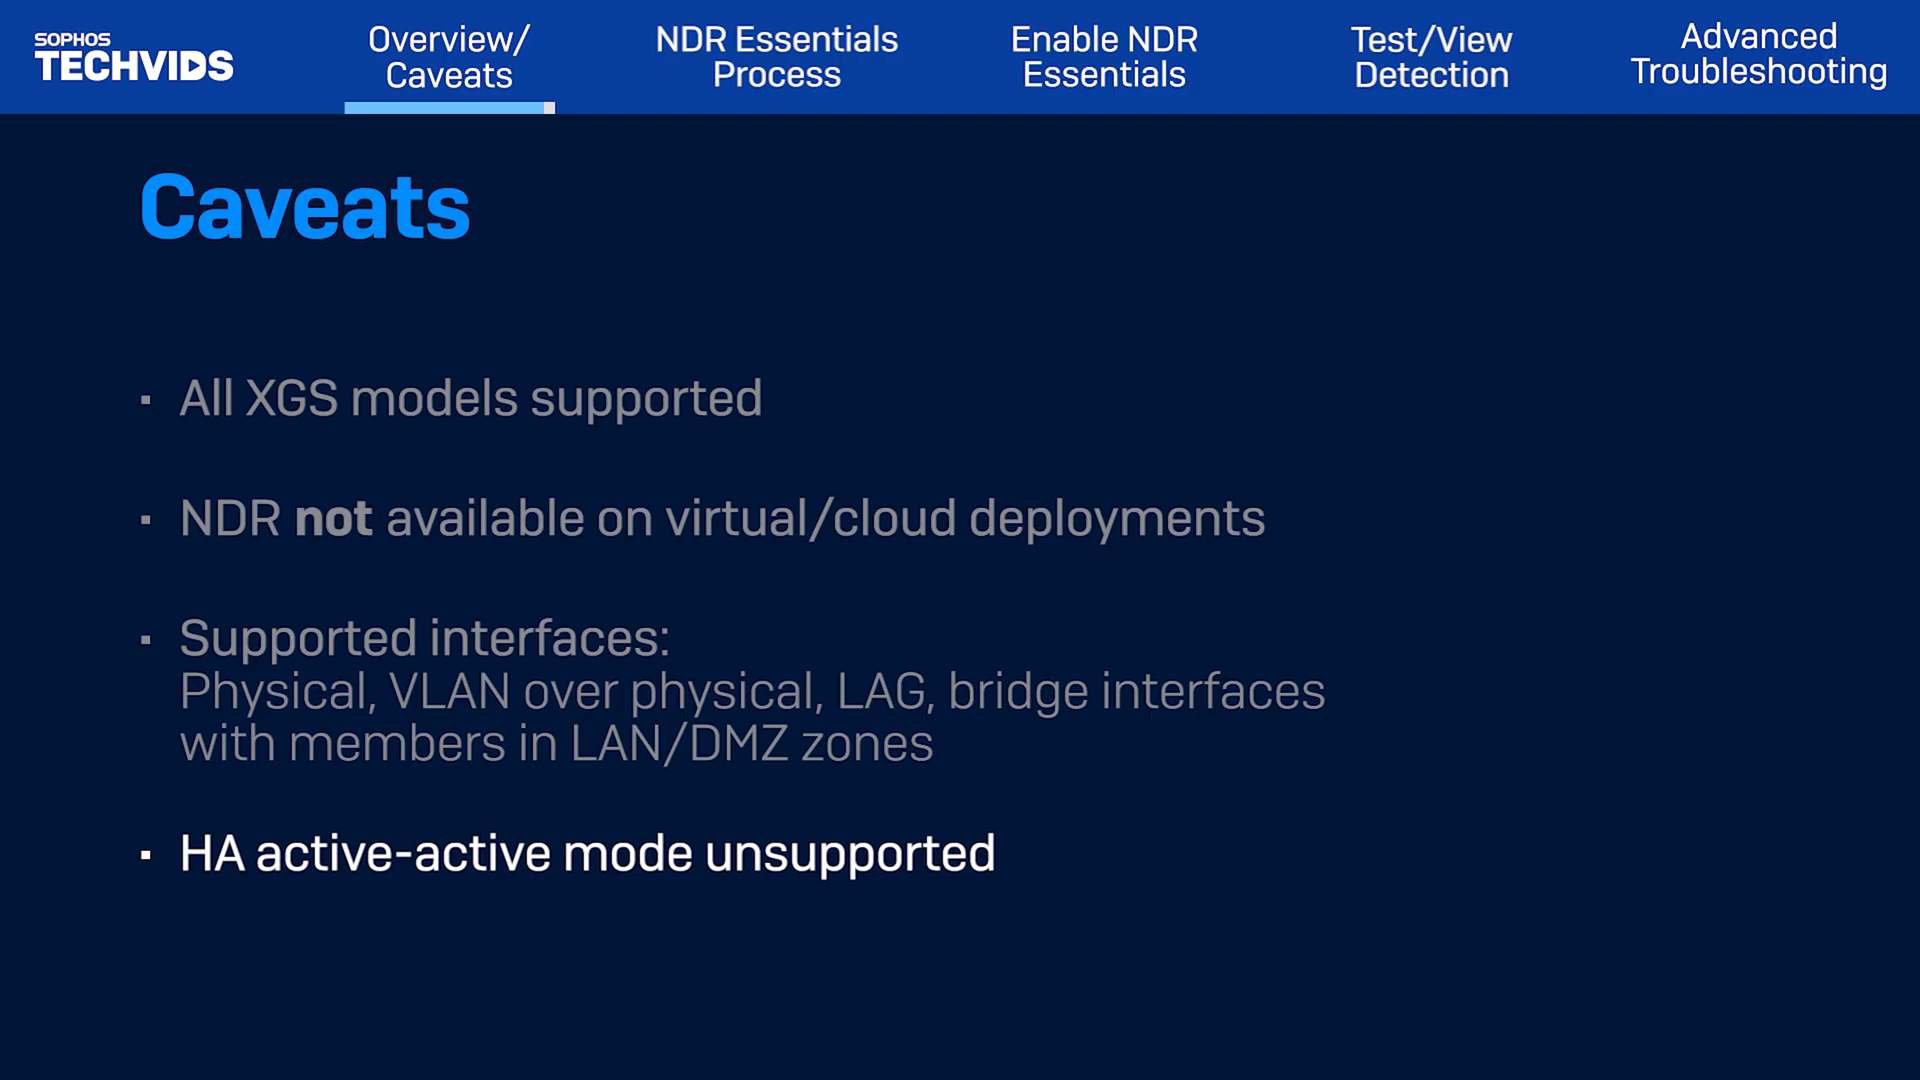 SOPHOS
TECHVIDS
Overview/
Caveats
NDR Essentials
Process
Enable NDR
Essentials
Test/View
Detection
Advanced
Troubleshooting
Caveats
▪ All XGS models supported
▪ NDR not available on virtual/cloud deployments
▪ Supported interfaces:
Physical, VLAN over physical, LAG, bridge interfaces
with members in LAN/DMZ zones
▪ HA active-active mode unsupported